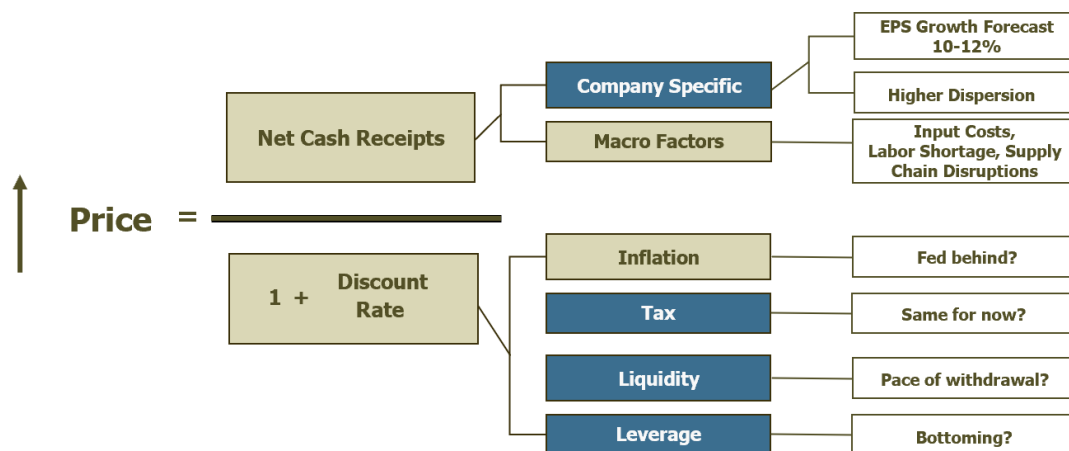 EPS Growth Forecast
10-12%
Company Specific
Higher Dispersion
Net Cash Receipts
Macro Factors
Input Costs,
Labor Shortage, Supply
Chain Disruptions
Price =
1 + Discount
Rate
Inflation
Fed behind?
Tax
Same for now?
Liquidity
Pace of withdrawal?
Leverage
Bottoming?